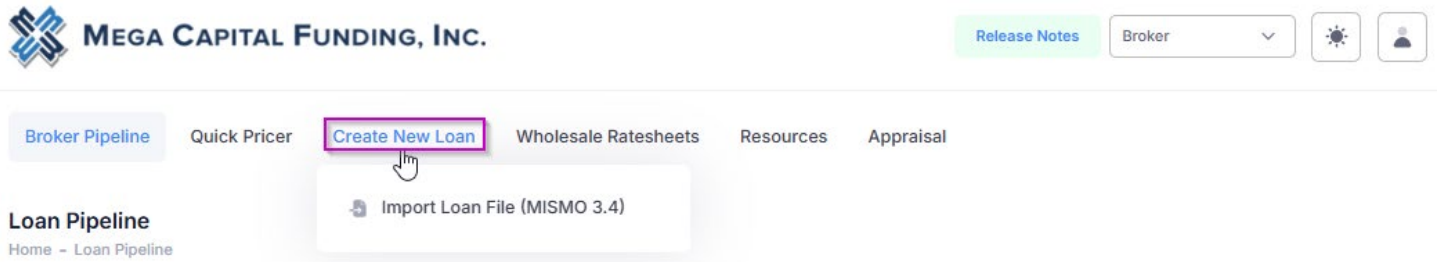 MEGA CAPITAL FUNDING, INC.
Release Notes
Broker
Broker Pipeline
Quick Pricer
Create New Loan
Wholesale Ratesheets
Resources
Appraisal
Import Loan File (MISMO 3.4)
Loan Pipeline
Home - Loan Pipeline